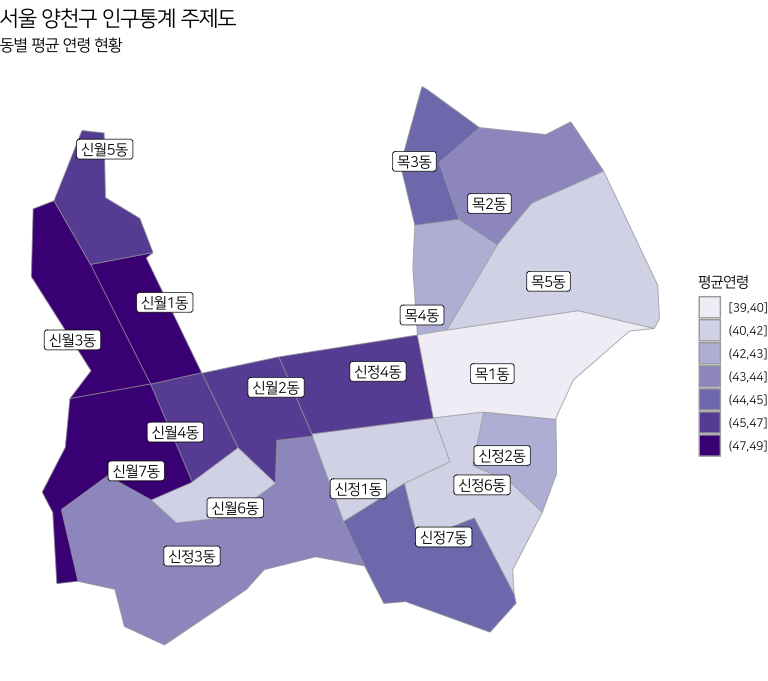 서울 양천구 인구통계 주제도
동별 평균 연령 현황
신월5동
목3동
목2동
목5동
신월1동
목4동
신월3동
신정4동
목1동
신월2동
신월4동
신정2동
신월7동
신정6동
신정1동
신월6동
신정7동
신정3동
평균연령
[39,40]
(40,42]
(42,43]
(43,44]
(44,45]
(45,47]
(47,49]